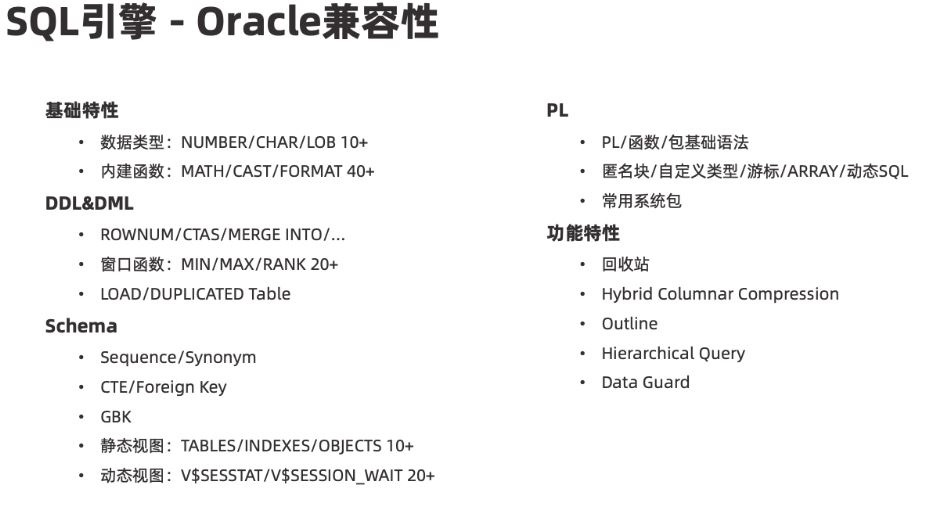 SQL引擎 - Oracle兼容性
基础特性
• 数据类型：NUMBER/CHAR/LOB 10+
• 内建函数：MATH/CAST/FORMAT 40+
DDL&DML
• ROWNUM/CTAS/MERGE INTO/...
• 窗口函数：MIN/MAX/RANK 20+
• LOAD/DUPLICATED Table
Schema
• Sequence/Synonym
• CTE/Foreign Key
• GBK
• 静态视图：TABLES/INDEXES/OBJECTS 10+
• 动态视图：V$SESSTAT/V$SESSION_WAIT 20+
PL
• PL/函数/包基础语法
• 匿名块/自定义类型/游标/ARRAY/动态SQL
• 常用系统包
功能特性
• 回收站
• Hybrid Columnar Compression
• Outline
• Hierarchical Query
• Data Guard